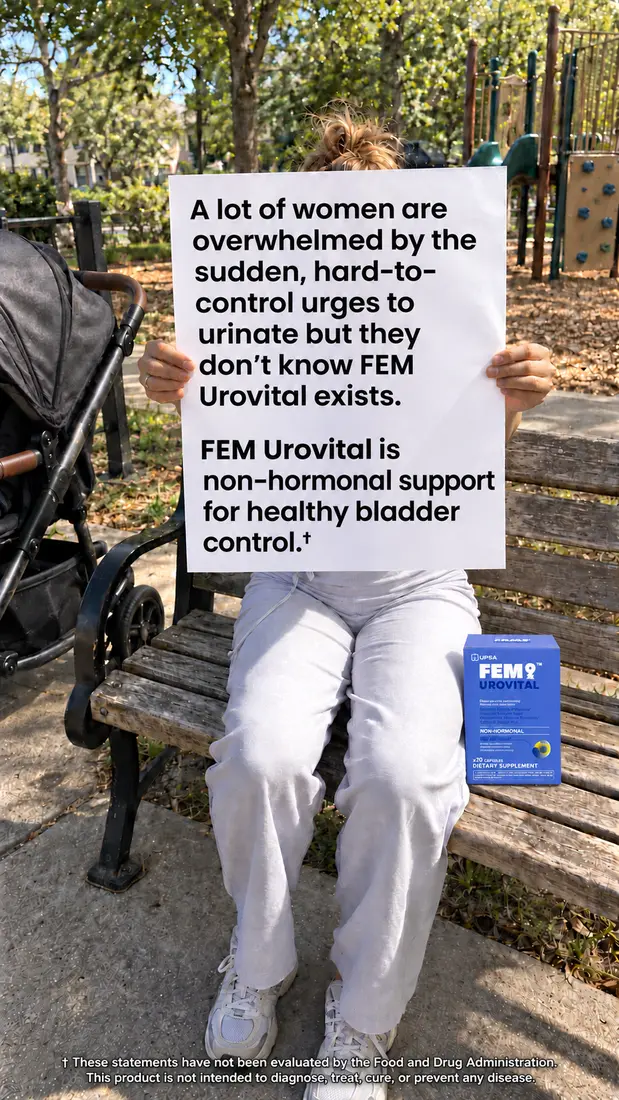 A lot of women are
overwhelmed by the
sudden, hard-to-
control urges to
urinate but they
don't know FEM
Urovital exists.
FEM Urovital is
non-hormonal support
for healthy bladder
control.†
UPSA
FEM™
UROVITAL
NON-HORMONAL
x20 CAPSULES
DIETARY SUPPLEMENT
† These statements have not been evaluated by the Food and Drug Administration.
This product is not intended to diagnose, treat, cure, or prevent any disease.